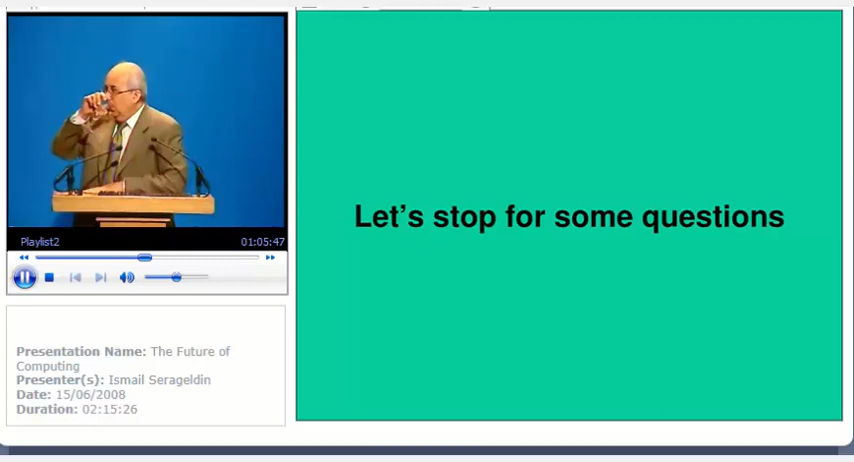 Playlist2 01:05:47
Let's stop for some questions
Presentation Name: The Future of
Computing
Presenter(s): Ismail Serageldin
Date: 15/06/2008
Duration: 02:15:26